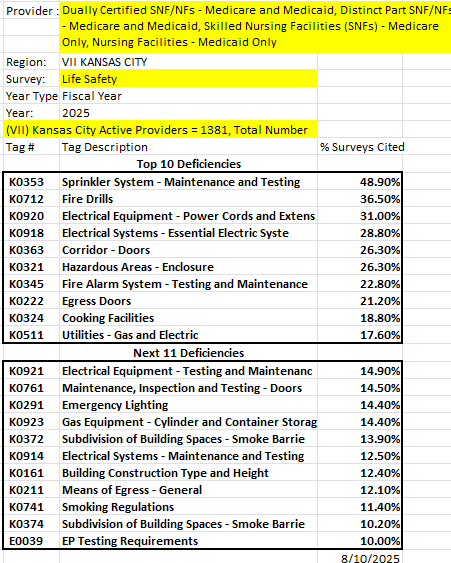 Provider : Dually Certified SNF/NFs - Medicare and Medicaid, Distinct Part SNF/NFs
- Medicare and Medicaid, Skilled Nursing Facilities (SNFs) - Medicare
Only, Nursing Facilities - Medicaid Only
Region: VII KANSAS CITY
Survey: Life Safety
Year Type Fiscal Year
Year: 2025
(VII) Kansas City Active Providers = 1381, Total Number
Tag # Tag Description % Surveys Cited
Top 10 Deficiencies
K0353 Sprinkler System - Maintenance and Testing 48.90%
K0712 Fire Drills 36.50%
K0920 Electrical Equipment - Power Cords and Extens 31.00%
K0918 Electrical Systems - Essential Electric Syste 28.80%
K0363 Corridor - Doors 26.30%
K0321 Hazardous Areas - Enclosure 26.30%
K0345 Fire Alarm System - Testing and Maintenance 22.80%
K0222 Egress Doors 21.20%
K0324 Cooking Facilities 18.80%
K0511 Utilities - Gas and Electric 17.60%
Next 11 Deficiencies
K0921 Electrical Equipment - Testing and Maintenanc 14.90%
K0761 Maintenance, Inspection and Testing - Doors 14.50%
K0291 Emergency Lighting 14.40%
K0923 Gas Equipment - Cylinder and Container Storag 14.40%
K0372 Subdivision of Building Spaces - Smoke Barrie 13.90%
K0914 Electrical Systems - Maintenance and Testing 12.50%
K0161 Building Construction Type and Height 12.40%
K0211 Means of Egress - General 12.10%
K0741 Smoking Regulations 11.40%
K0374 Subdivision of Building Spaces - Smoke Barrie 10.20%
E0039 EP Testing Requirements 10.00%
8/10/2025